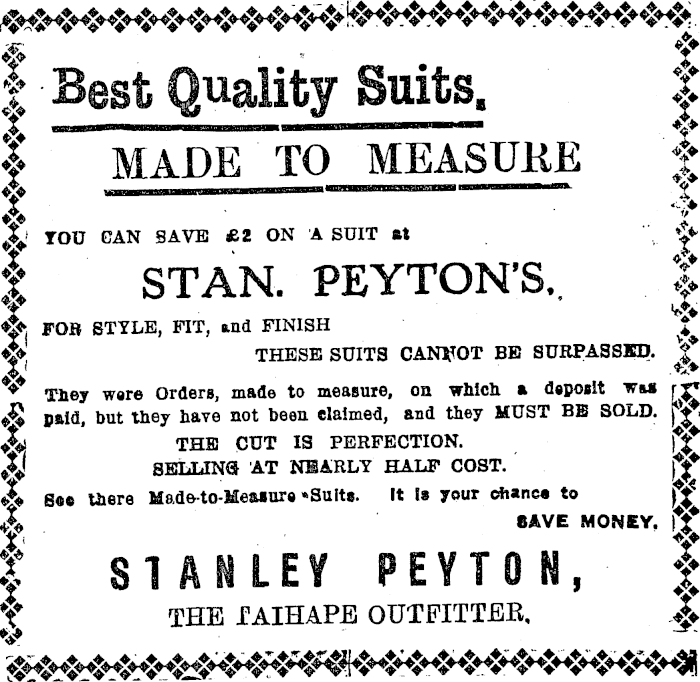 Best Quality Suits.
MADE TO MEASURE
YOU CAN SAVE £2 ON A SUIT at
STAN. PEYTON'S.
FOR STYLE, FIT, and FINISH
THESE SUITS CANNOT BE SURPASSED.
They were Orders, made to measure, on which a deposit was
paid, but they have not been claimed, and they MUST BE SOLD.
THE CUT IS PERFECTION.
SELLING AT NEARLY HALF COST.
See there Made-to-Measure Suits. It is your chance to
SAVE MONEY.
STANLEY PEYTON,
THE TAIHAPE OUTFITTER.